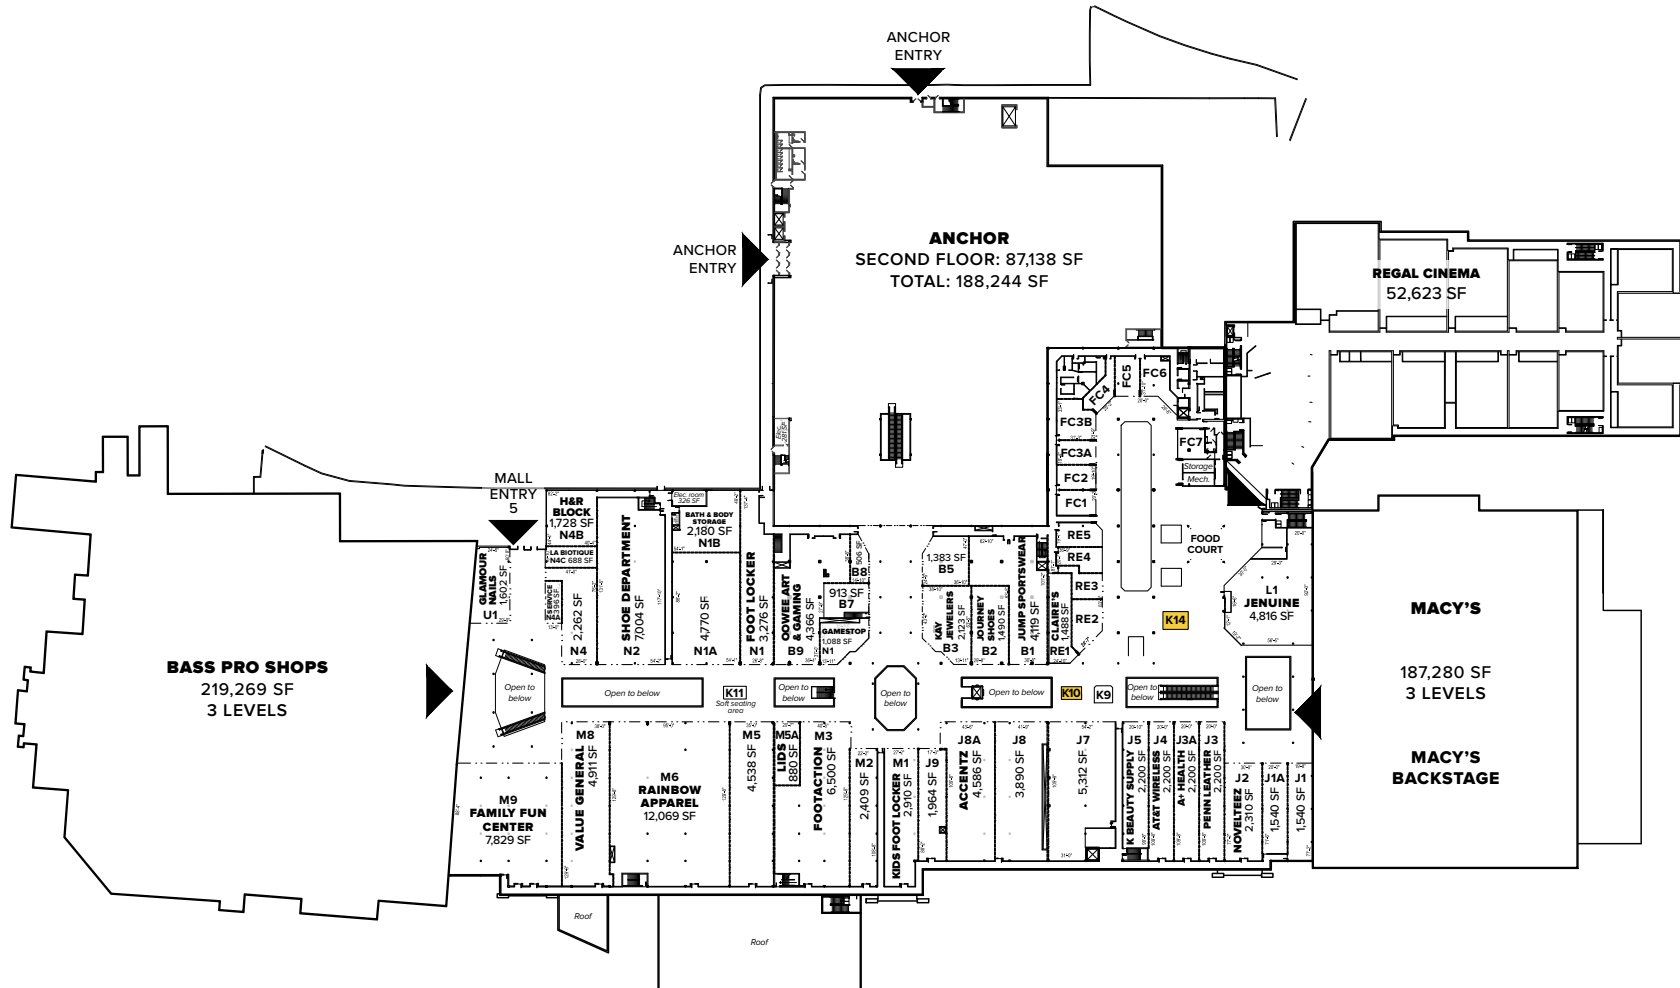 ANCHOR
ENTRY
ANCHOR
ENTRY
ANCHOR
SECOND FLOOR: 87,138 SF
TOTAL: 188,244 SF
REGAL CINEMA
52,623 SF
FC4
FC5
FC6
FC3B
FC3A
FC2
FC1
FC7
Storage
Mech.
RE5
RE4
RE3
RE2
RE1
FOOD
COURT
K14
MALL
ENTRY
5
BASS PRO SHOPS
219,269 SF
3 LEVELS
GLAMOUR
NAILS
1,602 SF
U1
H&R
BLOCK
1,728 SF
N4B
LA BIOTIQUE
N4C 688 SF
SERVICE
396 SF
N4A
2,262 SF
N4
SHOE DEPARTMENT
7,004 SF
N2
Elec. room
326 SF
BATH & BODY
STORAGE
2,180 SF
N1B
4,770 SF
N1A
FOOT LOCKER
3,276 SF
N1
OOWEE ART
& GAMING
4,366 SF
B9
506 SF
B8
913 SF
B7
GAMESTOP
1,088 SF
N1
1,383 SF
B5
KAY
JEWELERS
2,123 SF
B3
JOURNEY
SHOES
1,490 SF
B2
JUMP SPORTSWEAR
4,119 SF
B1
CLAIRE'S
1,488 SF
L1
JENUINE
4,816 SF
MACY'S
187,280 SF
3 LEVELS
MACY'S
BACKSTAGE
Open to
below
Open to below
K11
Soft seating
area
Open to
below
Open to
below
Open to below
K10
K9
Open to
below
Open to
below
M9
FAMILY FUN
CENTER
7,829 SF
M8
VALUE GENERAL
4,911 SF
M6
RAINBOW
APPAREL
12,069 SF
M5
4,538 SF
M5A
LIDS
880 SF
M3
FOOTACTION
6,500 SF
M2
2,409 SF
M1
KIDS FOOT LOCKER
2,910 SF
J9
1,964 SF
J8A
ACCENTZ
4,586 SF
J8
3,890 SF
J7
5,312 SF
J5
K BEAUTY SUPPLY
2,200 SF
J4
AT&T WIRELESS
2,200 SF
J3A
A+ HEALTH
2,200 SF
J3
PENN LEATHER
2,200 SF
J2
NOVELTEEZ
2,310 SF
J1A
1,540 SF
J1
1,540 SF
Roof
Roof